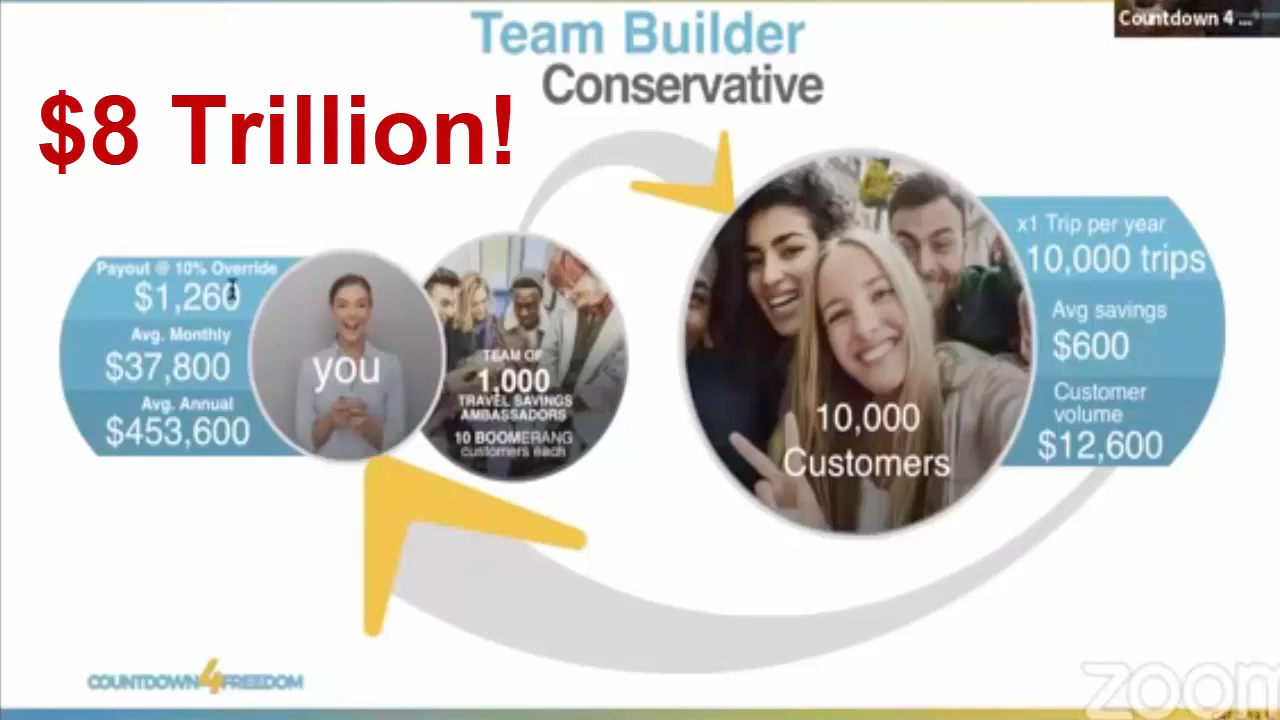 Countdown 4 ...
Team Builder
Conservative
$8 Trillion!
Payout @ 10% Override
$1,260
Avg. Monthly
$37,800
Avg. Annual
$453,600
you
TEAM OF
1,000
TRAVEL SAVINGS
AMBASSADORS
10 BOOMERANG
customers each
10,000
Customers
x1 Trip per year
10,000 trips
Avg savings
$600
Customer
volume
$12,600
COUNTDOWN4FREEDOM
zoom